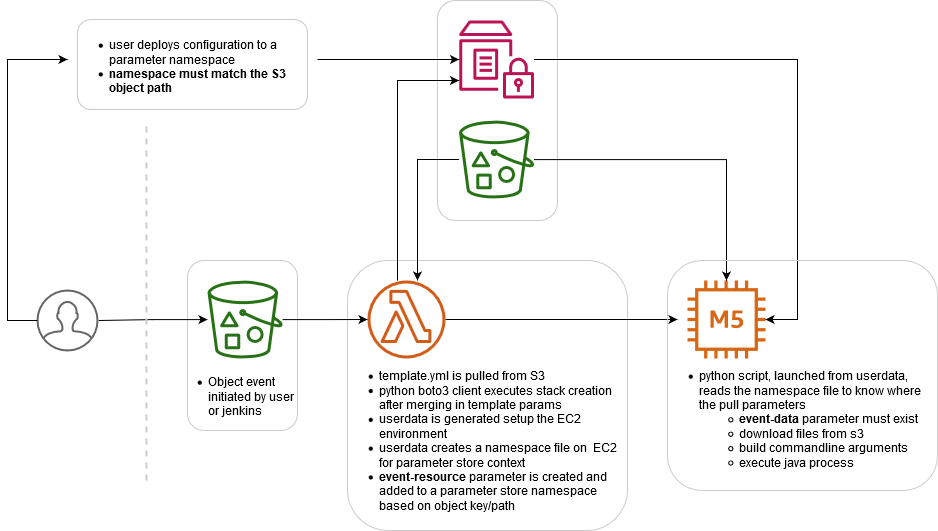 • user deploys configuration to a
parameter namespace
• namespace must match the S3
object path
• Object event
initiated by user
or jenkins
• template.yml is pulled from S3
• python boto3 client executes stack creation
after merging in template params
• userdata is generated setup the EC2
environment
• userdata creates a namespace file on EC2
for parameter store context
• event-resource parameter is created and
added to a parameter store namespace
based on object key/path
M5
• python script, launched from userdata,
reads the namespace file to know where
the pull parameters
○ event-data parameter must exist
○ download files from s3
○ build commandline arguments
○ execute java process